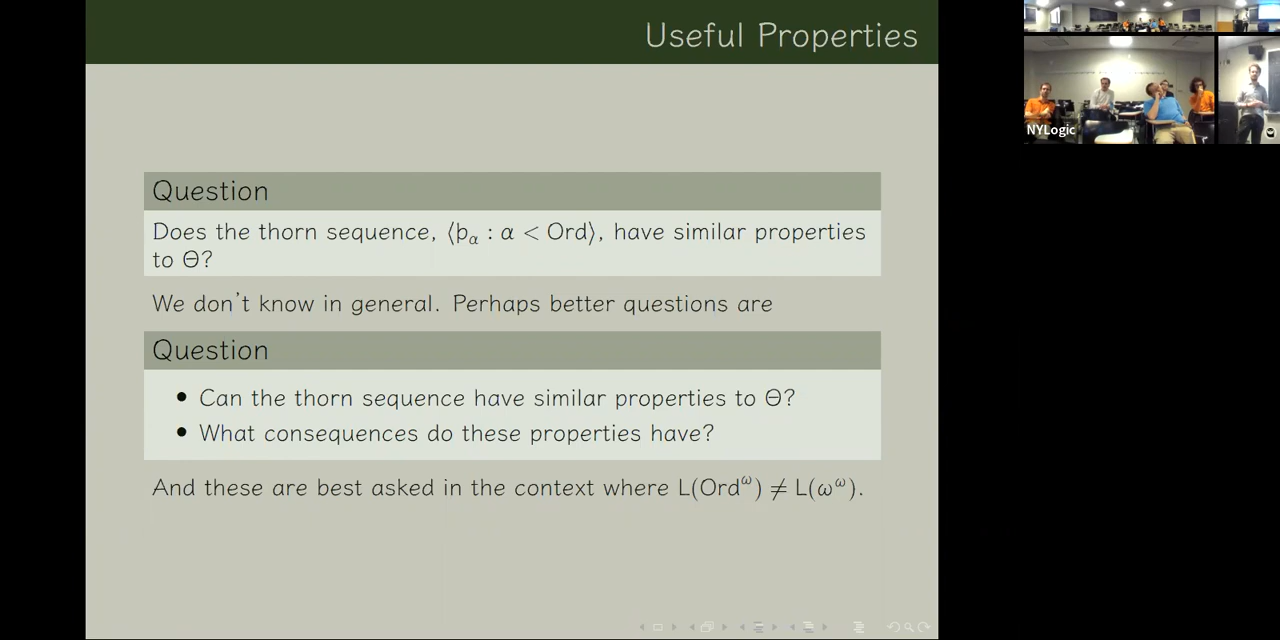 Useful Properties
Question
Does the thorn sequence, ⟨þ_α : α < Ord⟩, have similar properties
to Θ?
We don't know in general. Perhaps better questions are
Question
• Can the thorn sequence have similar properties to Θ?
• What consequences do these properties have?
And these are best asked in the context where L(Ord^ω) ≠ L(ω^ω).
NYLogic